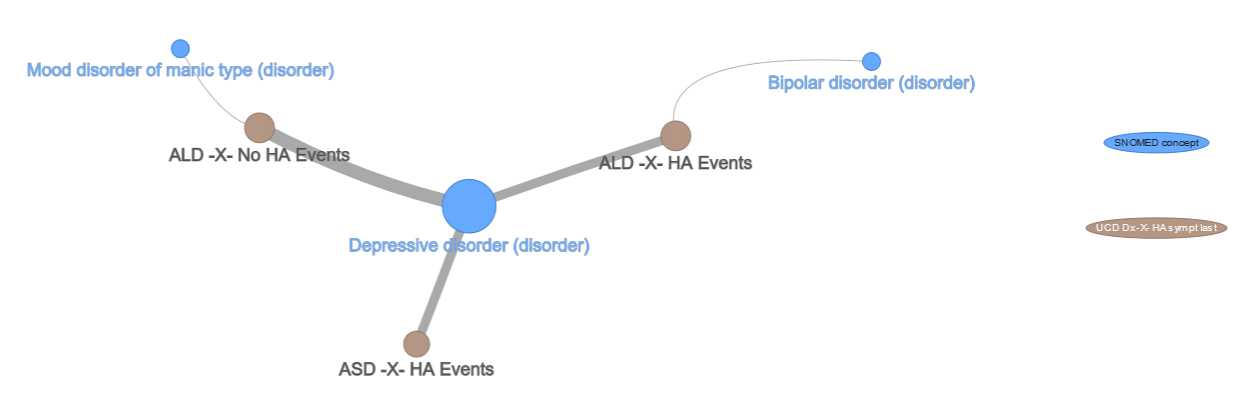 Mood disorder of manic type (disorder)
Bipolar disorder (disorder)
ALD -X- No HA Events
ALD -X- HA Events
SNOMED concept
UCD Dx-X- HA sympt last
Depressive disorder (disorder)
ASD -X- HA Events